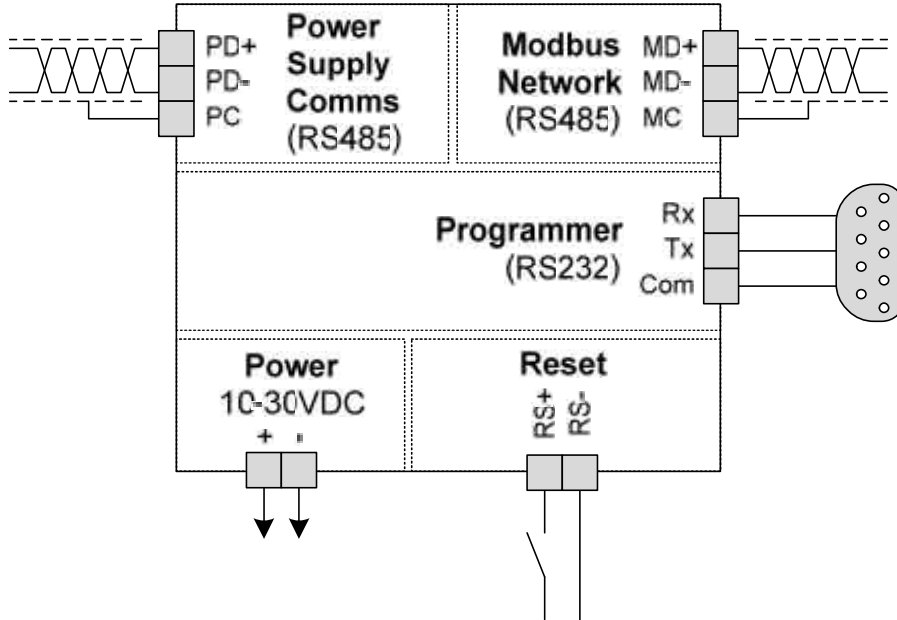 PD+
PD-
PC
Power
Supply
Comms
(RS485)
Modbus
Network
(RS485)
MD+
MD-
MC
Programmer
(RS232)
Rx
Tx
Com
Power
10-30VDC
+ -
Reset
RS+
RS-